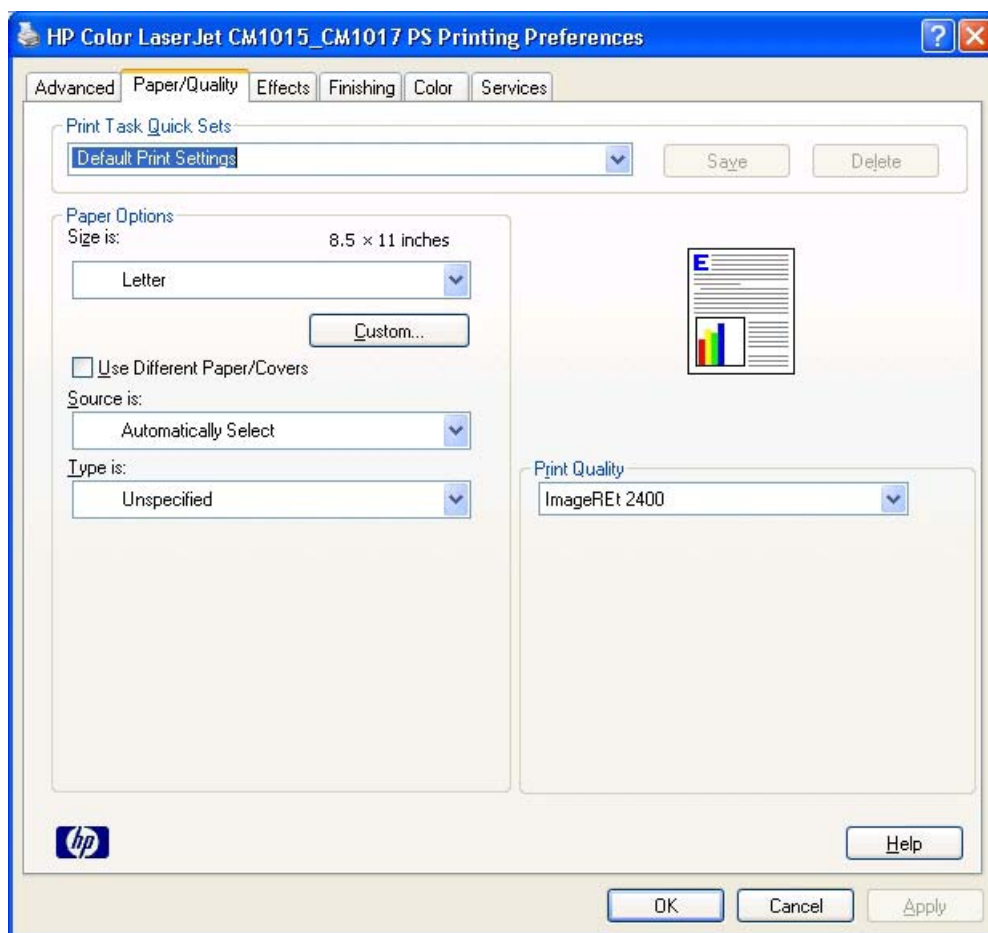 HP Color LaserJet CM1015_CM1017 PS Printing Preferences
Advanced Paper/Quality Effects Finishing Color Services
Print Task Quick Sets
Default Print Settings
Save Delete
Paper Options
Size is: 8.5 × 11 inches
Letter
Custom...
Use Different Paper/Covers
Source is:
Automatically Select
Type is:
Unspecified
E
Print Quality
ImageREt 2400
hp
Help
OK Cancel Apply